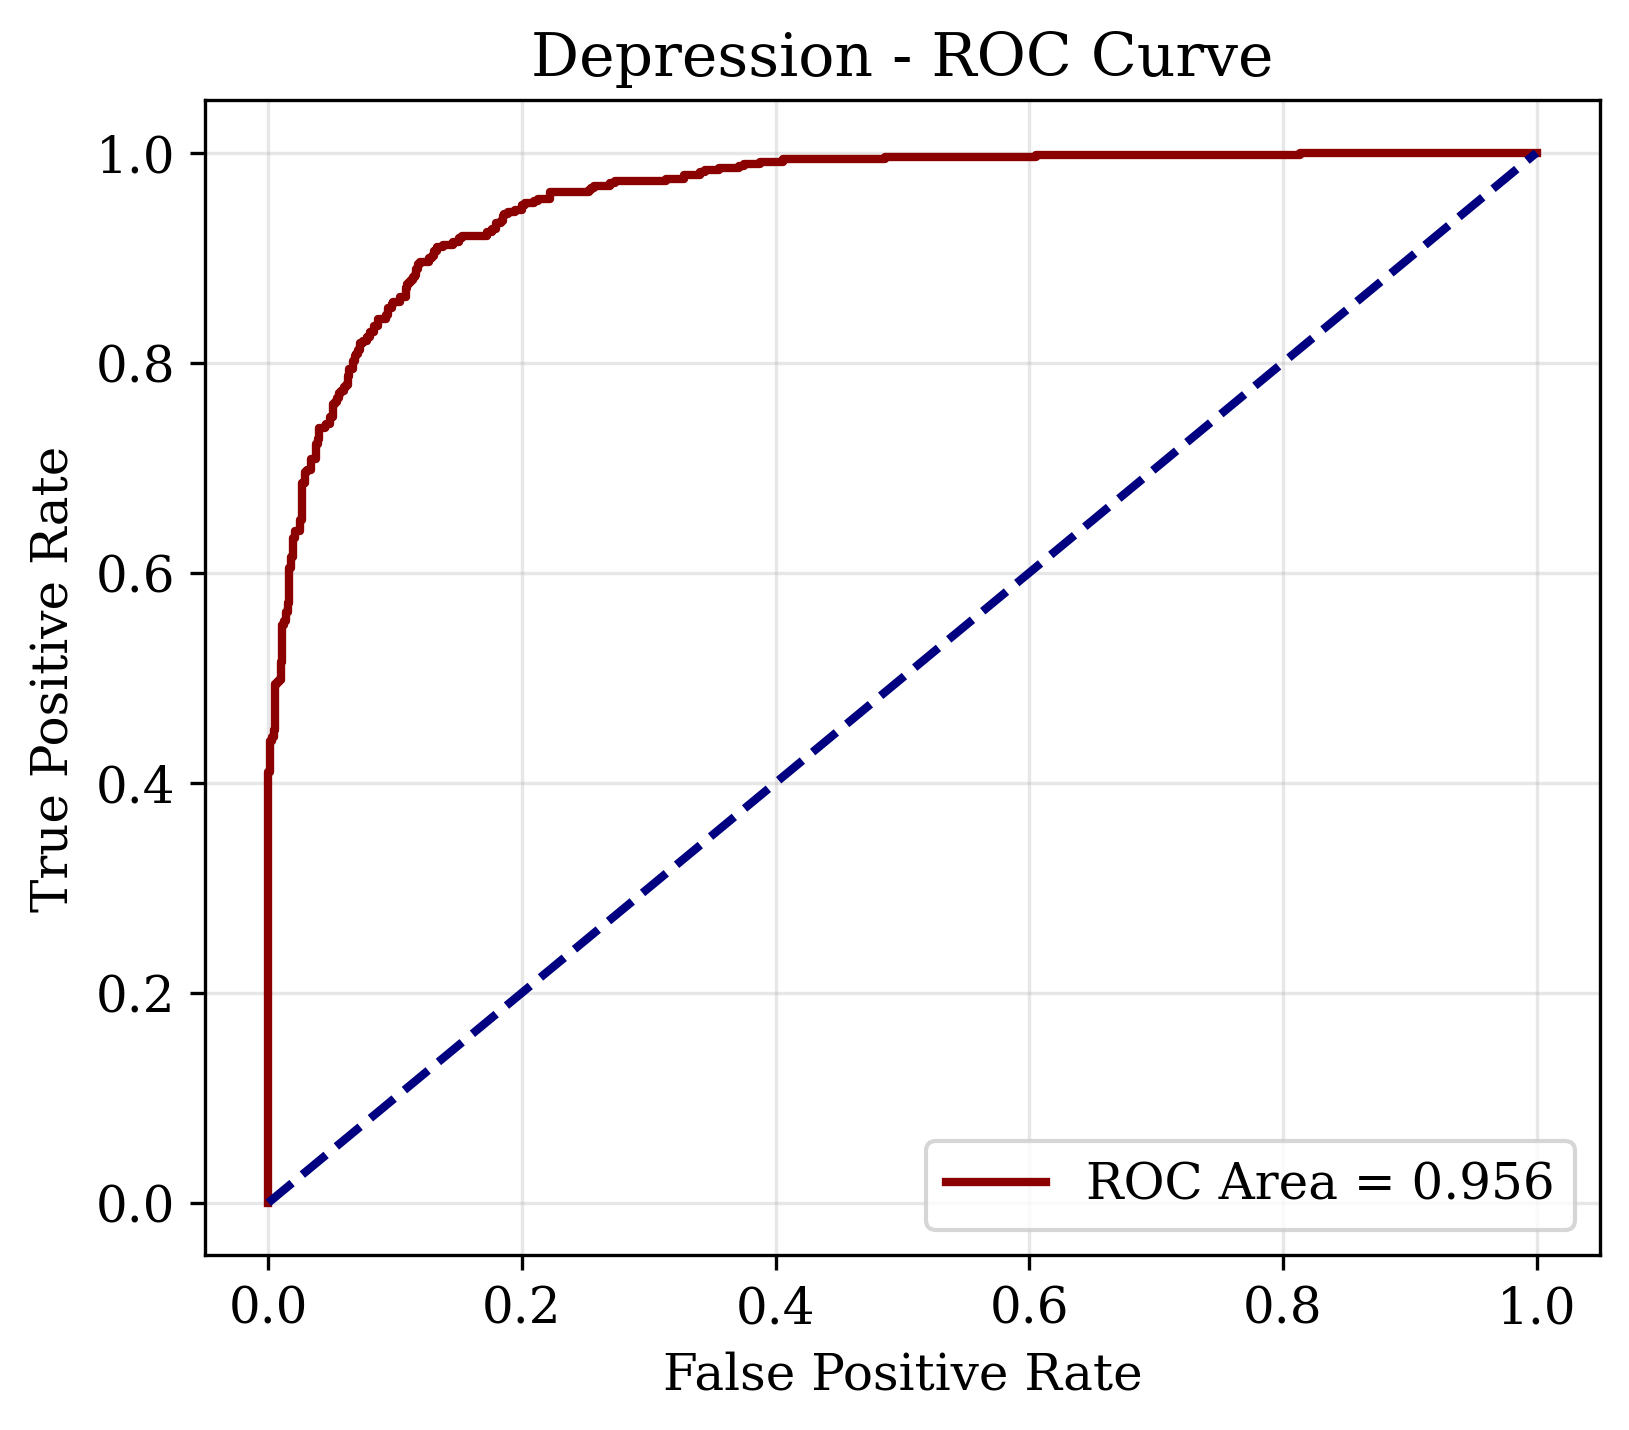 Depression - ROC Curve
1.0
0.8
0.6
0.4
0.2
0.0
True Positive Rate
0.0 0.2 0.4 0.6 0.8 1.0
False Positive Rate
ROC Area = 0.956